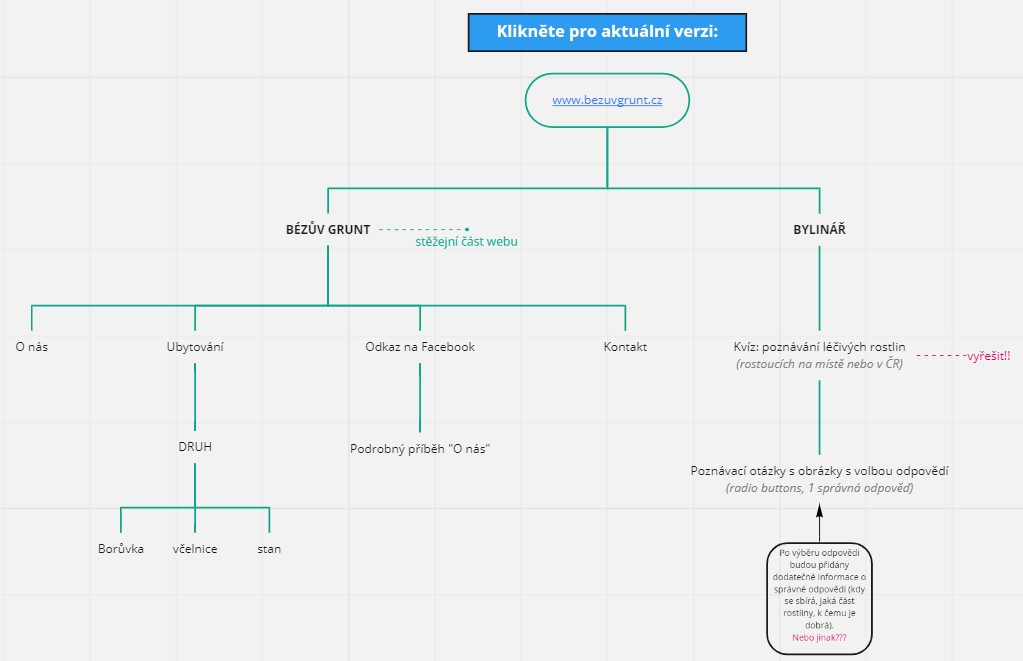 Klikněte pro aktuální verzi:
www.bezuvgrunt.cz
BÉZŮV GRUNT
stěžejní část webu
BYLINÁŘ
O nás
Ubytování
Odkaz na Facebook
Kontakt
Kvíz: poznávání léčivých rostlin
(rostoucích na místě nebo v ČR)
vyřešit!!
DRUH
Podrobný příběh "O nás"
Poznávací otázky s obrázky s volbou odpovědí
(radio buttons, 1 správná odpověd)
Borůvka
včelnice
stan
Po výběru odpovědi
budou přidány
dodatečné informace o
správné odpovědi (kdy
se sbírá, jaká část
rostliny, k čemu je
dobrá).
Nebo jinak???